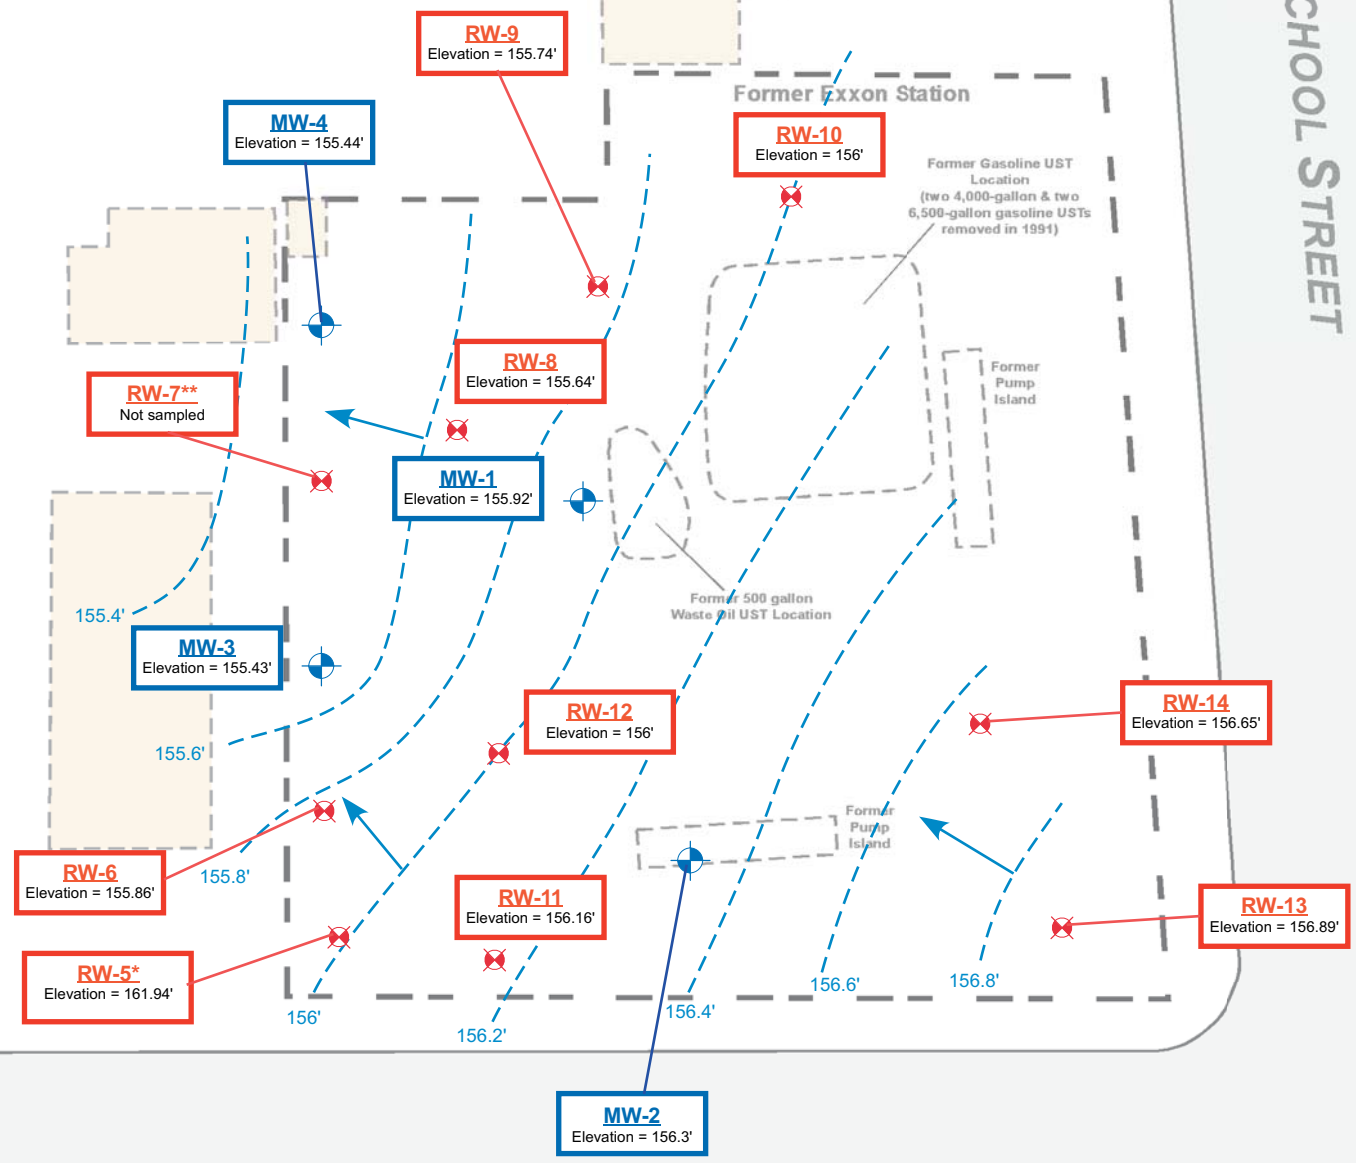 RW-9
Elevation = 155.74'
CHOOL STREET
Former Exxon Station
MW-4
Elevation = 155.44'
RW-10
Elevation = 156'
Former Gasoline UST
Location
(two 4,000-gallon & two
6,500-gallon gasoline USTs
removed in 1991)
RW-8
Elevation = 155.64'
Former
Pump
Island
RW-7**
Not sampled
MW-1
Elevation = 155.92'
Former 500 gallon
Waste Oil UST Location
155.4'
MW-3
Elevation = 155.43'
RW-12
Elevation = 156'
RW-14
Elevation = 156.65'
155.6'
Former
Pump
Island
RW-6
Elevation = 155.86'
155.8'
RW-11
Elevation = 156.16'
RW-13
Elevation = 156.89'
RW-5*
Elevation = 161.94'
156.6'
156.8'
156'
156.4'
156.2'
MW-2
Elevation = 156.3'